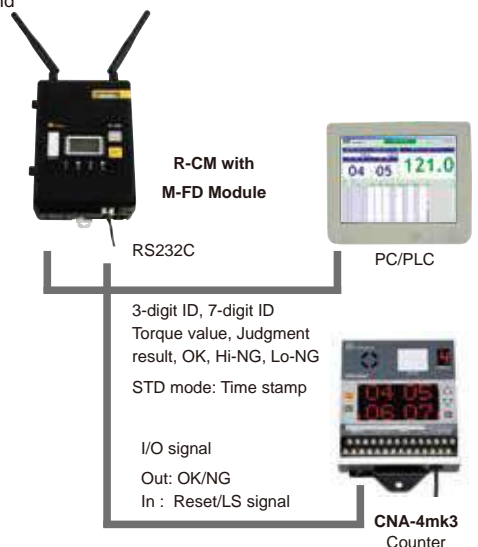 R-CM with
M-FD Module
RS232C
04 05 121.0
PC/PLC
3-digit ID, 7-digit ID
Torque value, Judgment
result, OK, Hi-NG, Lo-NG
STD mode: Time stamp
04 05
06 07
I/O signal
Out: OK/NG
In : Reset/LS signal
CNA-4mk3
Counter